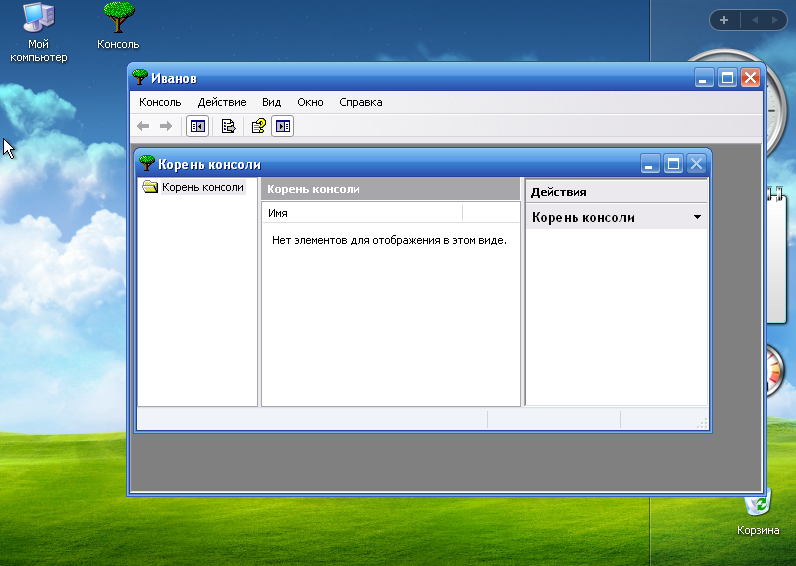 Мой
компьютер
Консоль
Иванов
Консоль Действие Вид Окно Справка
Корень консоли
Корень консоли
Корень консоли
Имя
Нет элементов для отображения в этом виде.
Действия
Корень консоли
Корзина